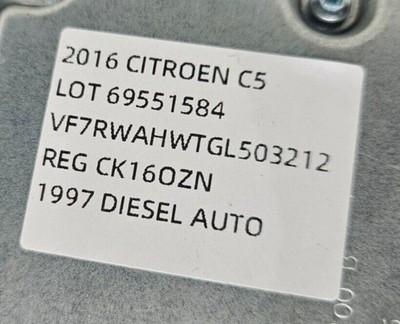 2016 CITROEN C5
LOT 69551584
VF7RWAHWTGL503212
REG CK16OZN
1997 DIESEL AUTO